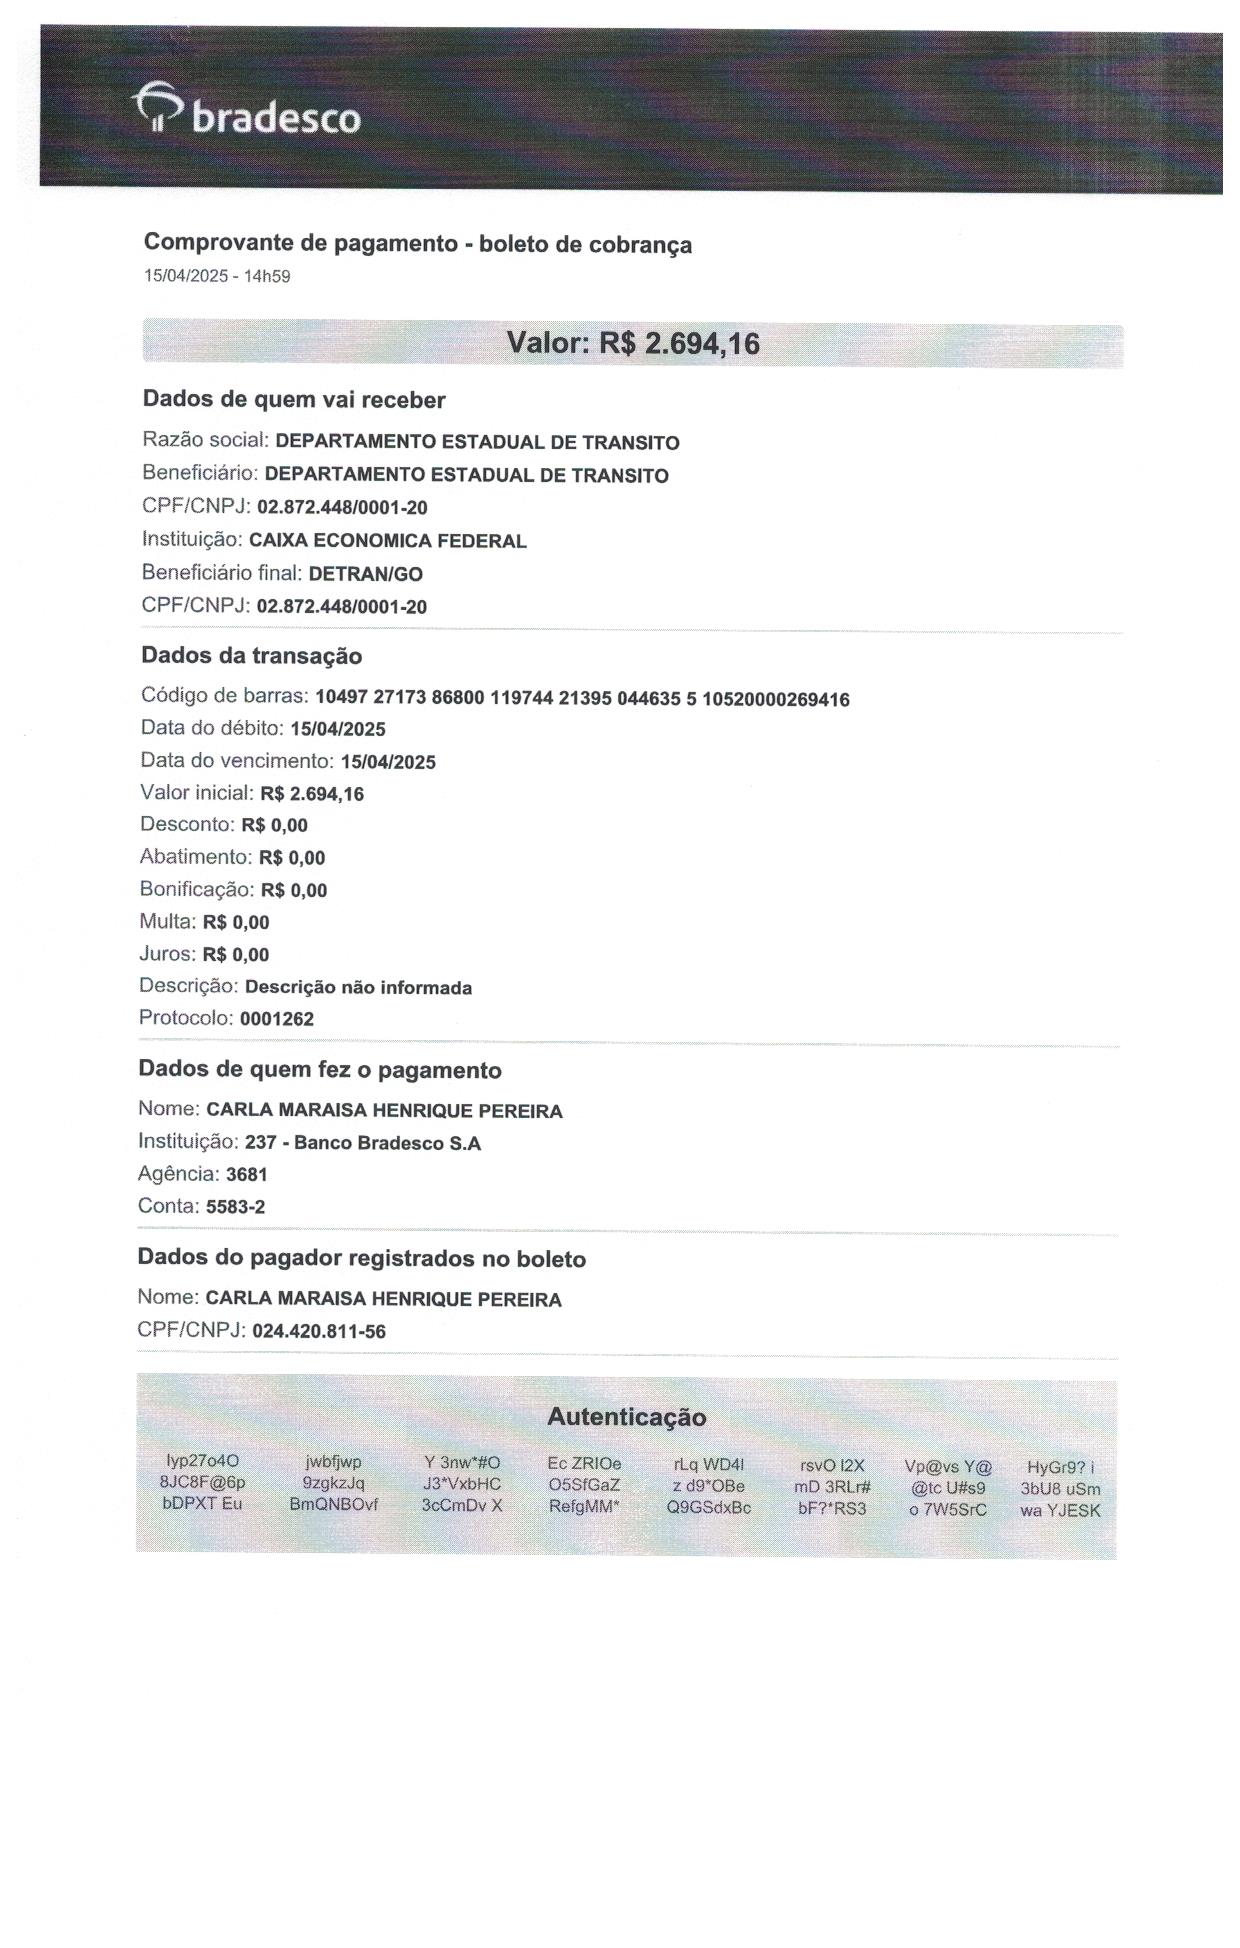 bradesco
Comprovante de pagamento - boleto de cobrança
15/04/2025 - 14h59
Valor: R$ 2.694,16
Dados de quem vai receber
Razão social: DEPARTAMENTO ESTADUAL DE TRANSITO
Beneficiário: DEPARTAMENTO ESTADUAL DE TRANSITO
CPF/CNPJ: 02.872.448/0001-20
Instituição: CAIXA ECONOMICA FEDERAL
Beneficiário final: DETRAN/GO
CPF/CNPJ: 02.872.448/0001-20
Dados da transação
Código de barras: 10497 27173 86800 119744 21395 044635 5 10520000269416
Data do débito: 15/04/2025
Data do vencimento: 15/04/2025
Valor inicial: R$ 2.694,16
Desconto: R$ 0,00
Abatimento: R$ 0,00
Bonificação: R$ 0,00
Multa: R$ 0,00
Juros: R$ 0,00
Descrição: Descrição não informada
Protocolo: 0001262
Dados de quem fez o pagamento
Nome: CARLA MARAISA HENRIQUE PEREIRA
Instituição: 237 - Banco Bradesco S.A
Agência: 3681
Conta: 5583-2
Dados do pagador registrados no boleto
Nome: CARLA MARAISA HENRIQUE PEREIRA
CPF/CNPJ: 024.420.811-56
Autenticação
lyp27o4O jwbfjwp Y 3nw*#O Ec ZRIOe rLq WD4I rsvO I2X Vp@vs Y@ HyGr9? i
8JC8F@6p 9zgkzJq J3*VxbHC O5SfGaZ z d9*OBe mD 3RLr# @tc U#s9 3bU8 uSm
bDPXT Eu BmQNBOvf 3cCmDv X RefgMM* Q9GSdxBc bF?*RS3 o 7W5SrC wa YJESK